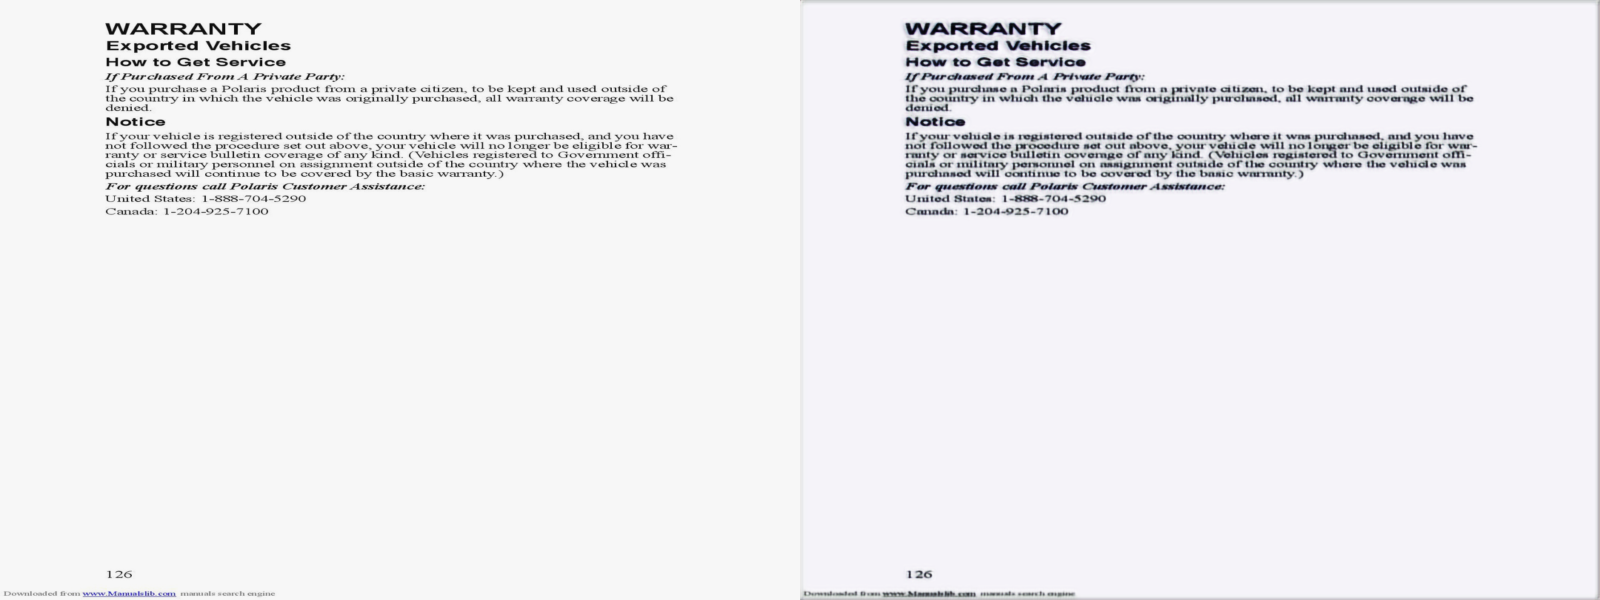 WARRANTY
Exported Vehicles
How to Get Service
If Purchased From A Private Party:
If you purchase a Polaris product from a private citizen, to be kept and used outside of
the country in which the vehicle was originally purchased, all warranty coverage will be
denied.
Notice
If your vehicle is registered outside of the country where it was purchased, and you have
not followed the procedure set out above, your vehicle will no longer be eligible for war-
ranty or service bulletin coverage of any kind. (Vehicles registered to Government offi-
cials or military personnel on assignment outside of the country where the vehicle was
purchased will continue to be covered by the basic warranty.)
For questions call Polaris Customer Assistance:
United States: 1-888-704-5290
Canada: 1-204-925-7100
126
Downloaded from www.Manualslib.com manuals search engine
WARRANTY
Exported Vehicles
How to Get Service
If Purchased From A Private Party:
If you purchase a Polaris product from a private citizen, to be kept and used outside of
the country in which the vehicle was originally purchased, all warranty coverage will be
denied.
Notice
If your vehicle is registered outside of the country where it was purchased, and you have
not followed the procedure set out above, your vehicle will no longer be eligible for war-
ranty or service bulletin coverage of any kind. (Vehicles registered to Government offi-
cials or military personnel on assignment outside of the country where the vehicle was
purchased will continue to be covered by the basic warranty.)
For questions call Polaris Customer Assistance:
United States: 1-888-704-5290
Canada: 1-204-925-7100
126
Downloaded from www.Manualslib.com manuals search engine